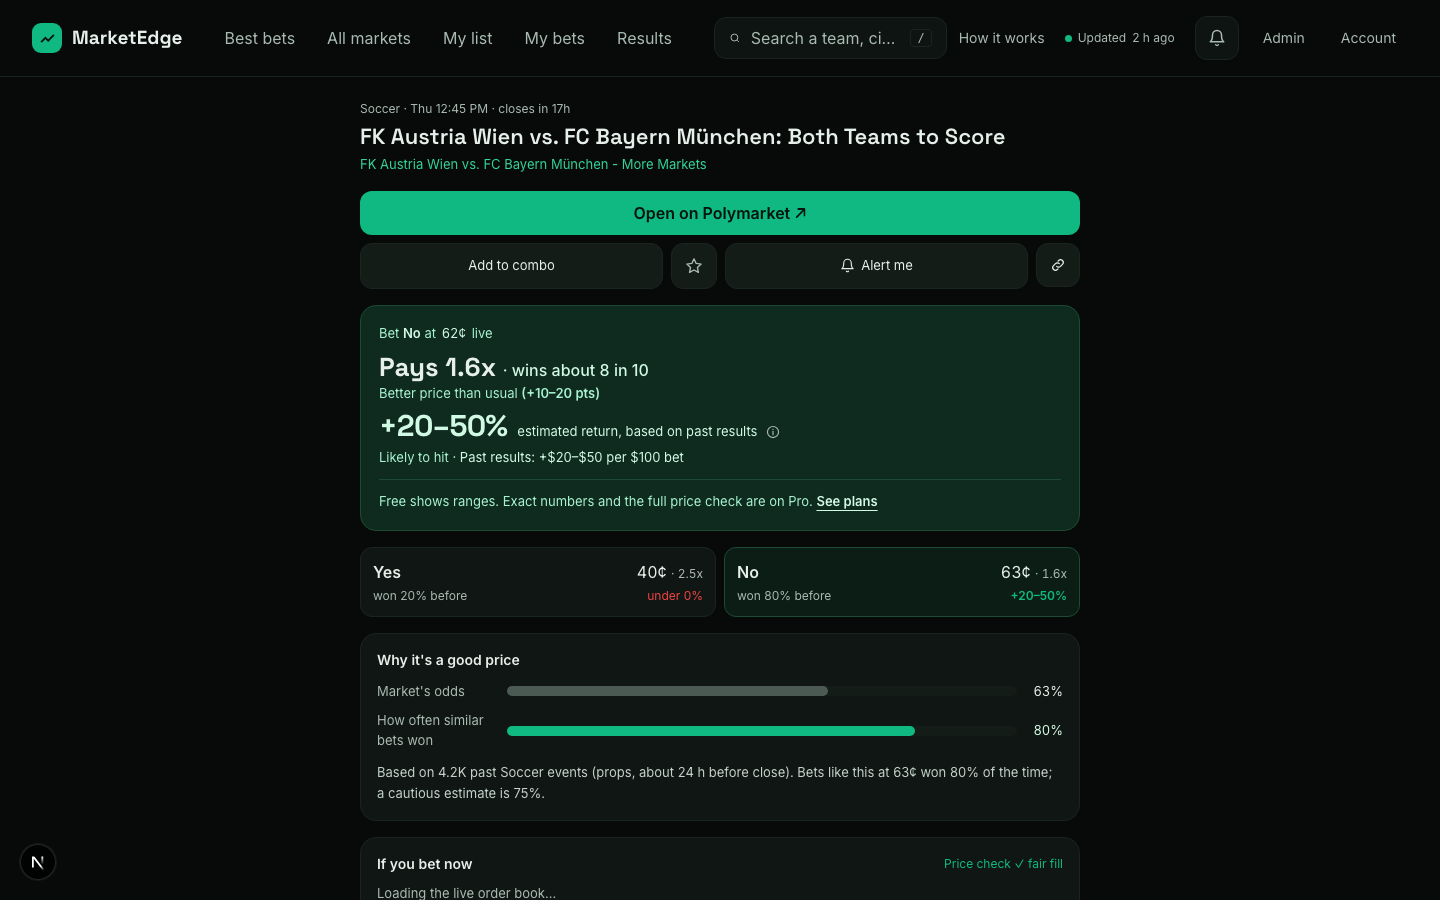 MarketEdge
Best bets
All markets
My list
My bets
Results
Search a team, ci... /
How it works
Updated 2 h ago
Admin
Account
Soccer · Thu 12:45 PM · closes in 17h
FK Austria Wien vs. FC Bayern München: Both Teams to Score
FK Austria Wien vs. FC Bayern München - More Markets
Open on Polymarket ↗
Add to combo
Alert me
Bet No at 62¢ live
Pays 1.6x · wins about 8 in 10
Better price than usual (+10–20 pts)
+20–50% estimated return, based on past results
Likely to hit · Past results: +$20–$50 per $100 bet
Free shows ranges. Exact numbers and the full price check are on Pro. See plans
Yes 40¢ · 2.5x
won 20% before under 0%
No 63¢ · 1.6x
won 80% before +20–50%
Why it's a good price
Market's odds 63%
How often similar
bets won 80%
Based on 4.2K past Soccer events (props, about 24 h before close). Bets like this at 63¢ won 80% of the time;
a cautious estimate is 75%.
If you bet now Price check ✓ fair fill
Loading the live order book...
N